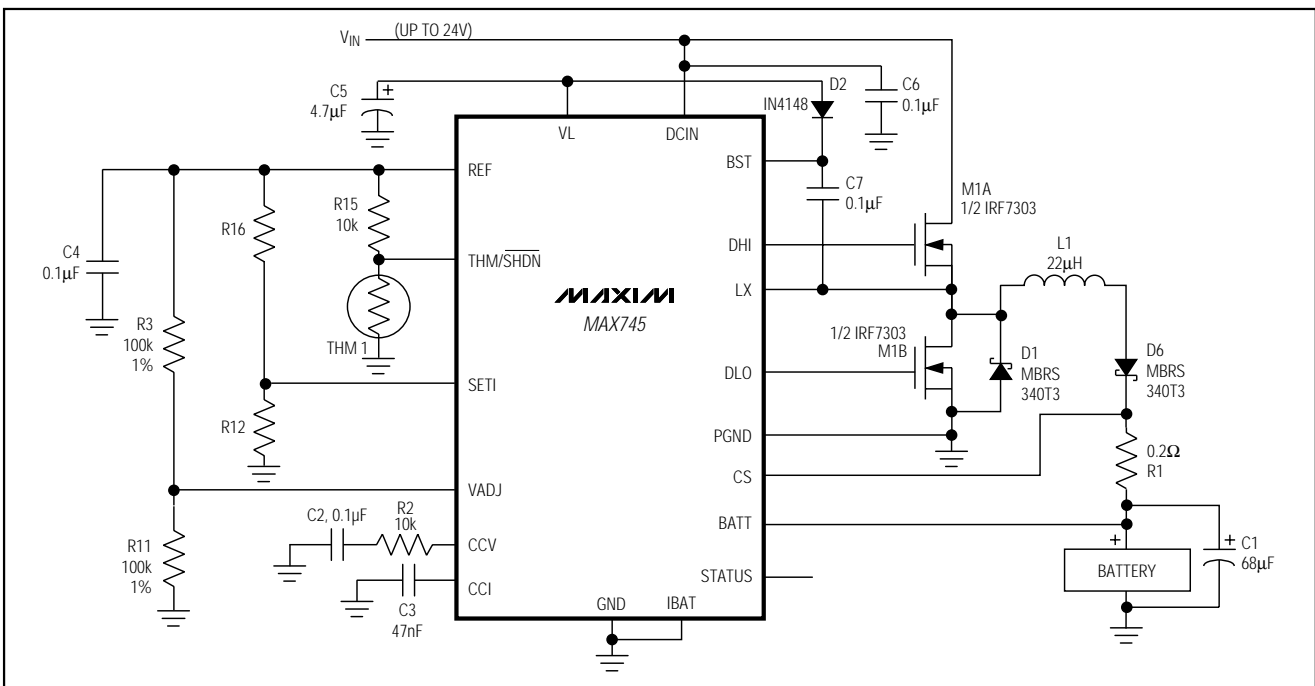 VIN (UP TO 24V)
C5
4.7µF
+
D2
IN4148
C6
0.1µF
VL
DCIN
REF
BST
R15
10k
C7
0.1µF
M1A
1/2 IRF7303
R16
C4
0.1µF
THM/SHDN
DHI
L1
22µH
MAXIM
MAX745
LX
R3
100k
1%
THM 1
1/2 IRF7303
M1B
D1
MBRS
340T3
D6
MBRS
340T3
SETI
DLO
R12
PGND
0.2Ω
R1
CS
VADJ
C2, 0.1µF
R2
10k
BATT
R11
100k
1%
CCV
CCI
+
BATTERY
+
C1
68µF
STATUS
C3
47nF
GND
IBAT